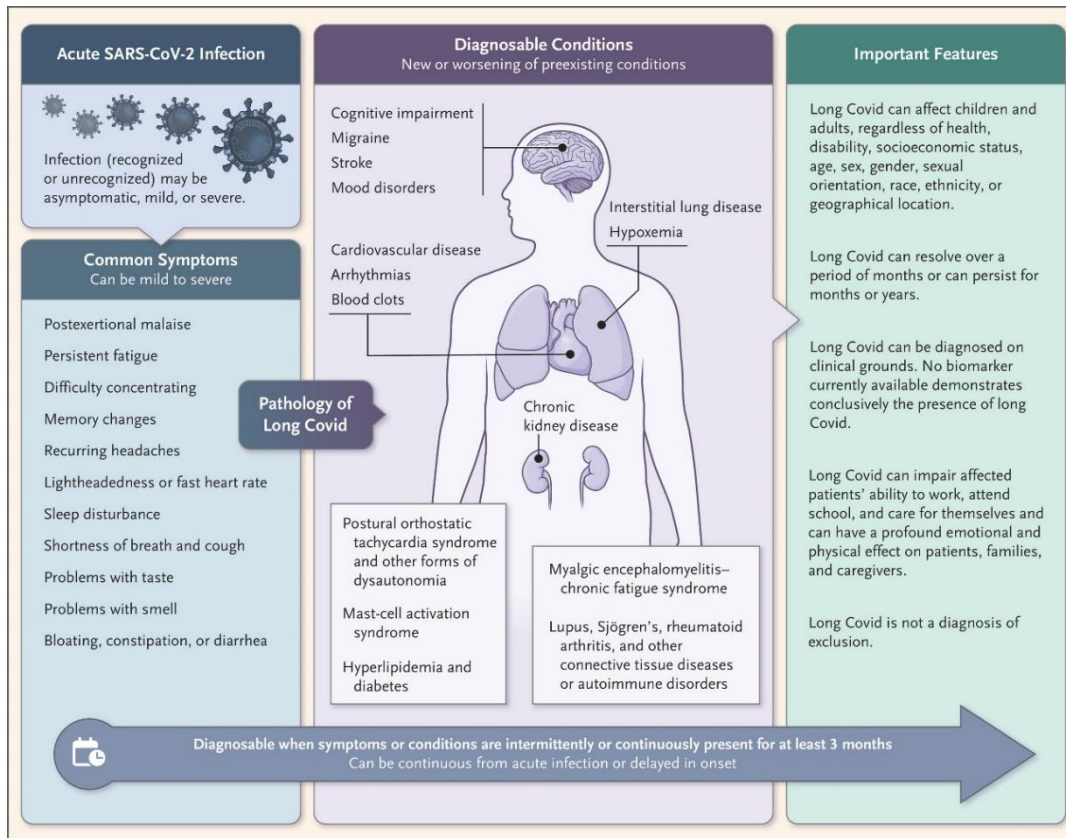 Acute SARS-CoV-2 Infection
Infection (recognized
or unrecognized) may be
asymptomatic, mild, or severe.
Common Symptoms
Can be mild to severe
Postexertional malaise
Persistent fatigue
Difficulty concentrating
Memory changes
Recurring headaches
Lightheadedness or fast heart rate
Sleep disturbance
Shortness of breath and cough
Problems with taste
Problems with smell
Bloating, constipation, or diarrhea
Pathology of
Long Covid
Diagnosable Conditions
New or worsening of preexisting conditions
Cognitive impairment
Migraine
Stroke
Mood disorders
Interstitial lung disease
Hypoxemia
Cardiovascular disease
Arrhythmias
Blood clots
Chronic
kidney disease
Postural orthostatic
tachycardia syndrome
and other forms of
dysautonomia
Mast-cell activation
syndrome
Hyperlipidemia and
diabetes
Myalgic encephalomyelitis–
chronic fatigue syndrome
Lupus, Sjögren's, rheumatoid
arthritis, and other
connective tissue diseases
or autoimmune disorders
Important Features
Long Covid can affect children and
adults, regardless of health,
disability, socioeconomic status,
age, sex, gender, sexual
orientation, race, ethnicity, or
geographical location.
Long Covid can resolve over a
period of months or can persist for
months or years.
Long Covid can be diagnosed on
clinical grounds. No biomarker
currently available demonstrates
conclusively the presence of long
Covid.
Long Covid can impair affected
patients' ability to work, attend
school, and care for themselves and
can have a profound emotional and
physical effect on patients, families,
and caregivers.
Long Covid is not a diagnosis of
exclusion.
Diagnosable when symptoms or conditions are intermittently or continuously present for at least 3 months
Can be continuous from acute infection or delayed in onset